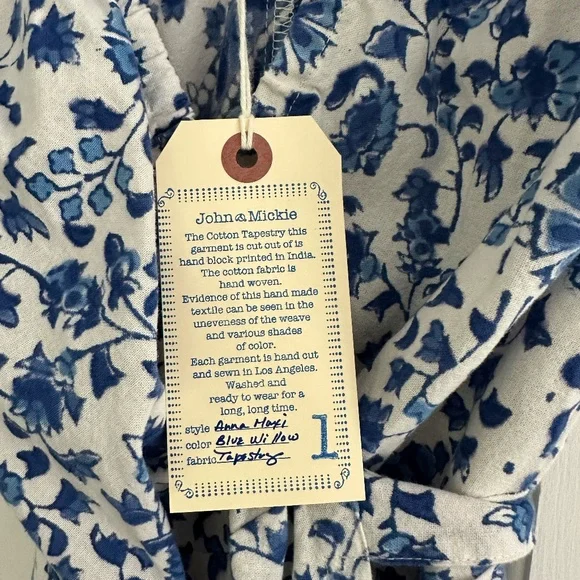 John & Mickie
The Cotton Tapestry this
garment is cut out of is
hand block printed in India.
The cotton fabric is
hand woven.
Evidence of this hand made
textile can be seen in the
uneveness of the weave
and various shades
of color.
Each garment is hand cut
and sewn in Los Angeles.
Washed and
ready to wear for a
long, long time.
style Anna Maxi
color Blue Willow
fabric Tapestry
1